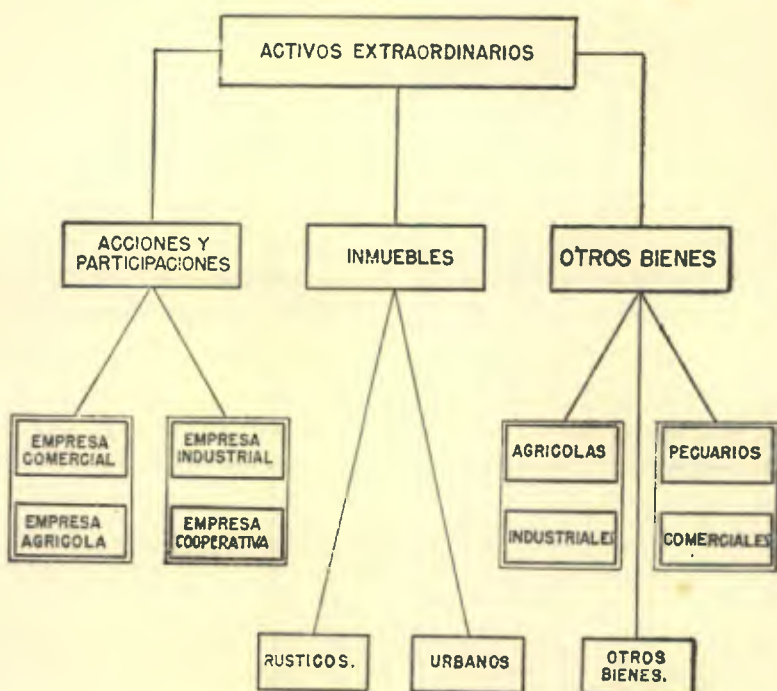 ACTIVOS EXTRAORDINARIOS
ACCIONES Y
PARTICIPACIONES
INMUEBLES
OTROS BIENES
EMPRESA
COMERCIAL
EMPRESA
INDUSTRIAL
EMPRESA
AGRICOLA
EMPRESA
COOPERATIVA
AGRICOLAS
PECUARIOS
INDUSTRIALES
COMERCIALES
RUSTICOS.
URBANOS
OTROS
BIENES.